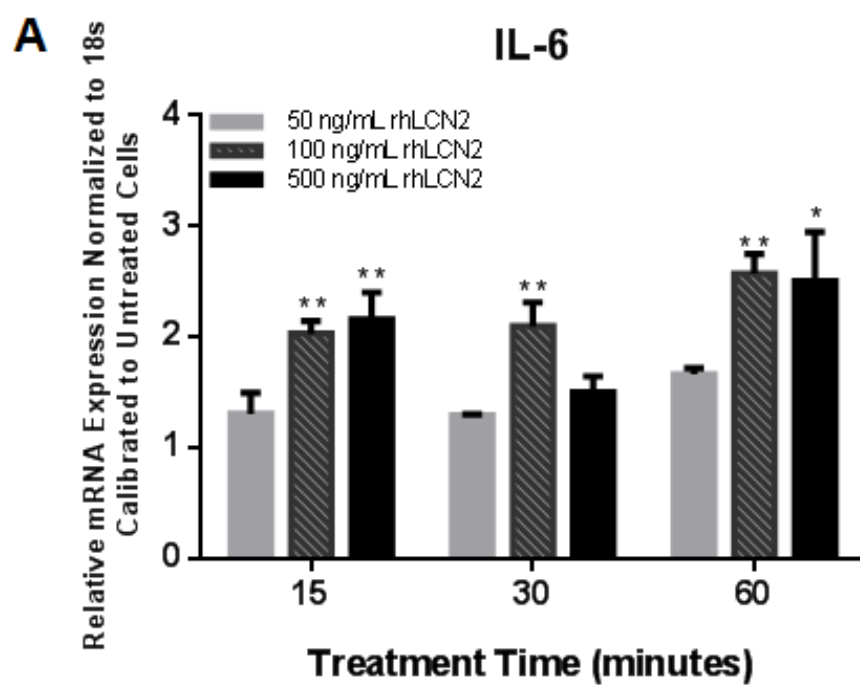 A
IL-6
Relative mRNA Expression Normalized to 18s
Calibrated to Untreated Cells
4
3
2
1
0
50 ng/mL rhLCN2
100 ng/mL rhLCN2
500 ng/mL rhLCN2
** ** ** ** *
15 30 60
Treatment Time (minutes)